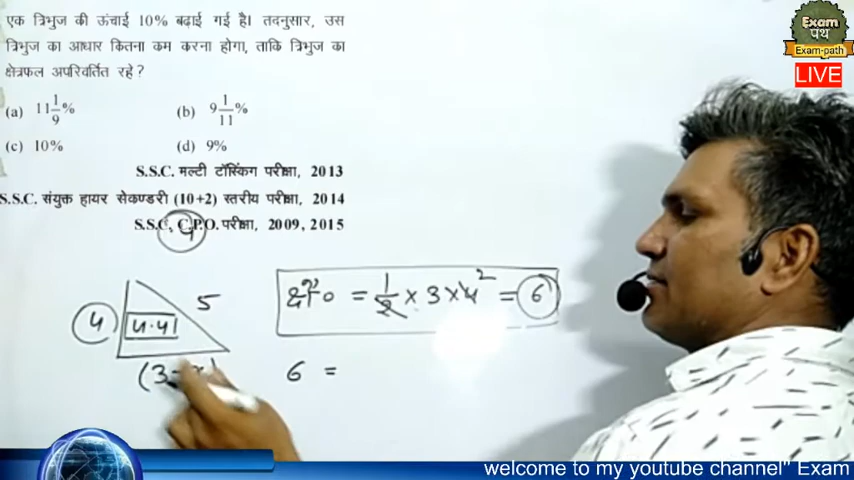 एक त्रिभुज की ऊंचाई 10% बढ़ाई गई है। तदनुसार, उस
त्रिभुज का आधार कितना कम करना होगा, ताकि त्रिभुज का
क्षेत्रफल अपरिवर्तित रहे ?
(a) 11 1/9 % (b) 9 1/11 %
(c) 10% (d) 9%
S.S.C. मल्टी टॉस्किंग परीक्षा, 2013
S.S.C. संयुक्त हायर सेकण्डरी (10+2) स्तरीय परीक्षा, 2014
S.S.C. C.P.O. परीक्षा, 2009, 2015
4 4.4 5
क्षे० = 1/2 × 3 × 4 2 = 6
(3-x) 6 =
Exam
पथ
Exam-path
LIVE
welcome to my youtube channel" Exam